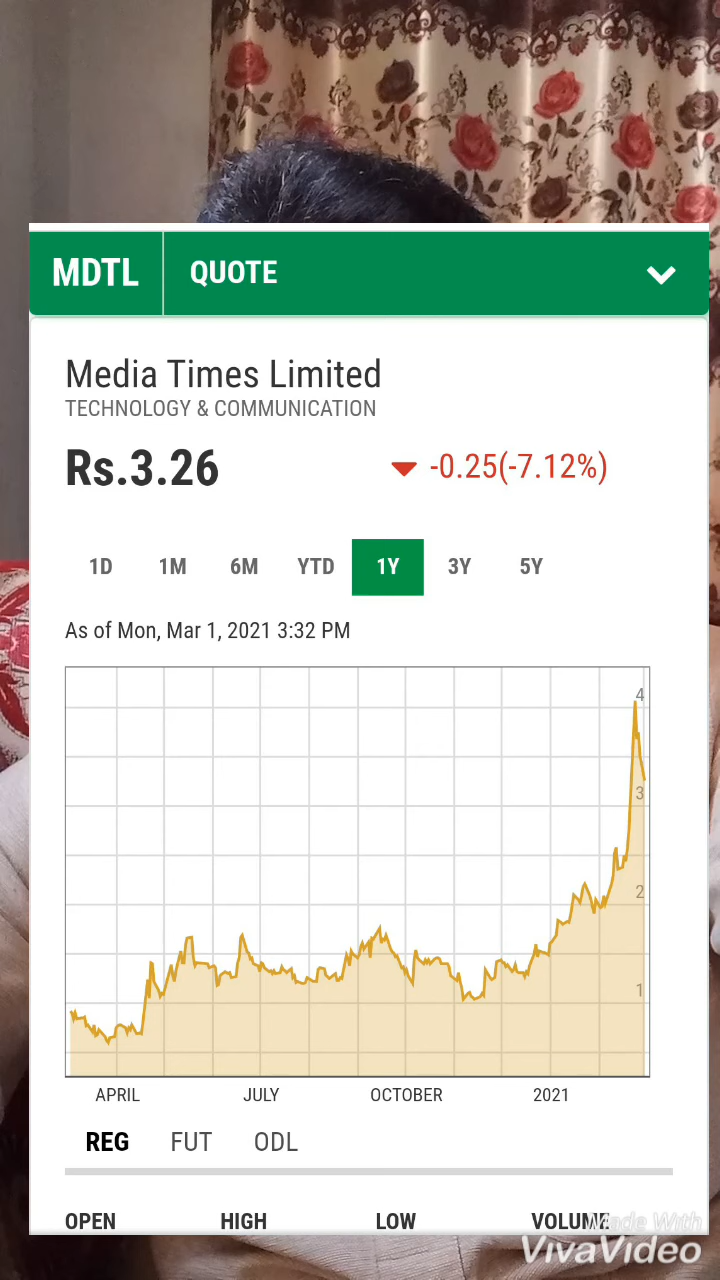 MDTL QUOTE
Media Times Limited
TECHNOLOGY & COMMUNICATION
Rs.3.26 -0.25(-7.12%)
1D 1M 6M YTD 1Y 3Y 5Y
As of Mon, Mar 1, 2021 3:32 PM
4
3
2
1
APRIL JULY OCTOBER 2021
REG FUT ODL
OPEN HIGH LOW VOLUME
Made With
VivaVideo